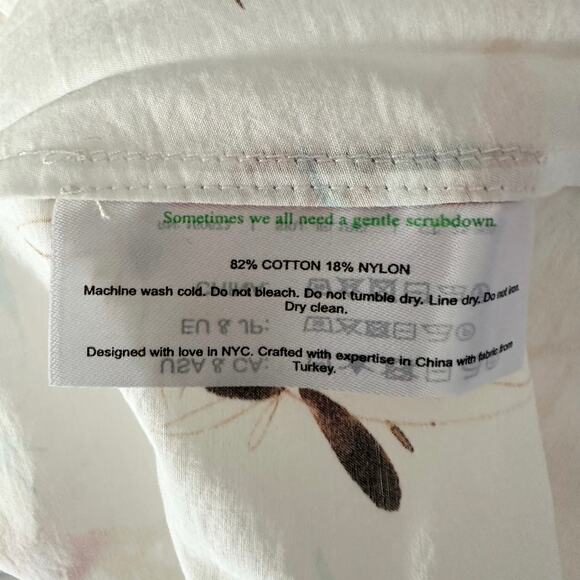 Sometimes we all need a gentle scrubdown.
82% COTTON 18% NYLON
Machine wash cold. Do not bleach. Do not tumble dry. Line dry. Do not iron.
Dry clean.
EU & JP:
Designed with love in NYC. Crafted with expertise in China with fabric from
Turkey.
USA & CA: